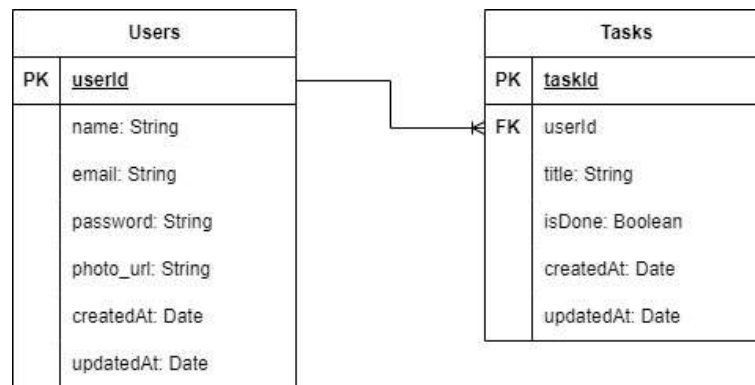 Users
PK userId
name: String
email: String
password: String
photo_url: String
createdAt: Date
updatedAt: Date
Tasks
PK taskId
FK userId
title: String
isDone: Boolean
createdAt: Date
updatedAt: Date